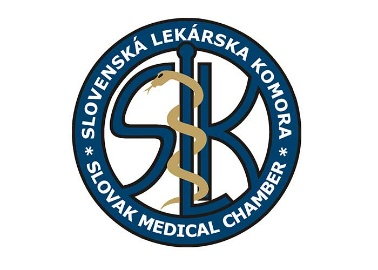 SLOVENSKÁ LEKÁRSKA KOMORA
SLK
* SLOVAK MEDICAL CHAMBER *